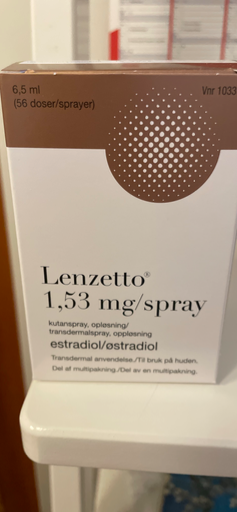 6,5 ml
(56 doser/sprayer)
Vnr 1033
Lenzetto®
1,53 mg/spray
kutanspray, opløsning/
transdermalspray, oppløsning
estradiol/østradiol
Transdermal anvendelse./Til bruk på huden.
Del af multipakning./Del av en multipakning.